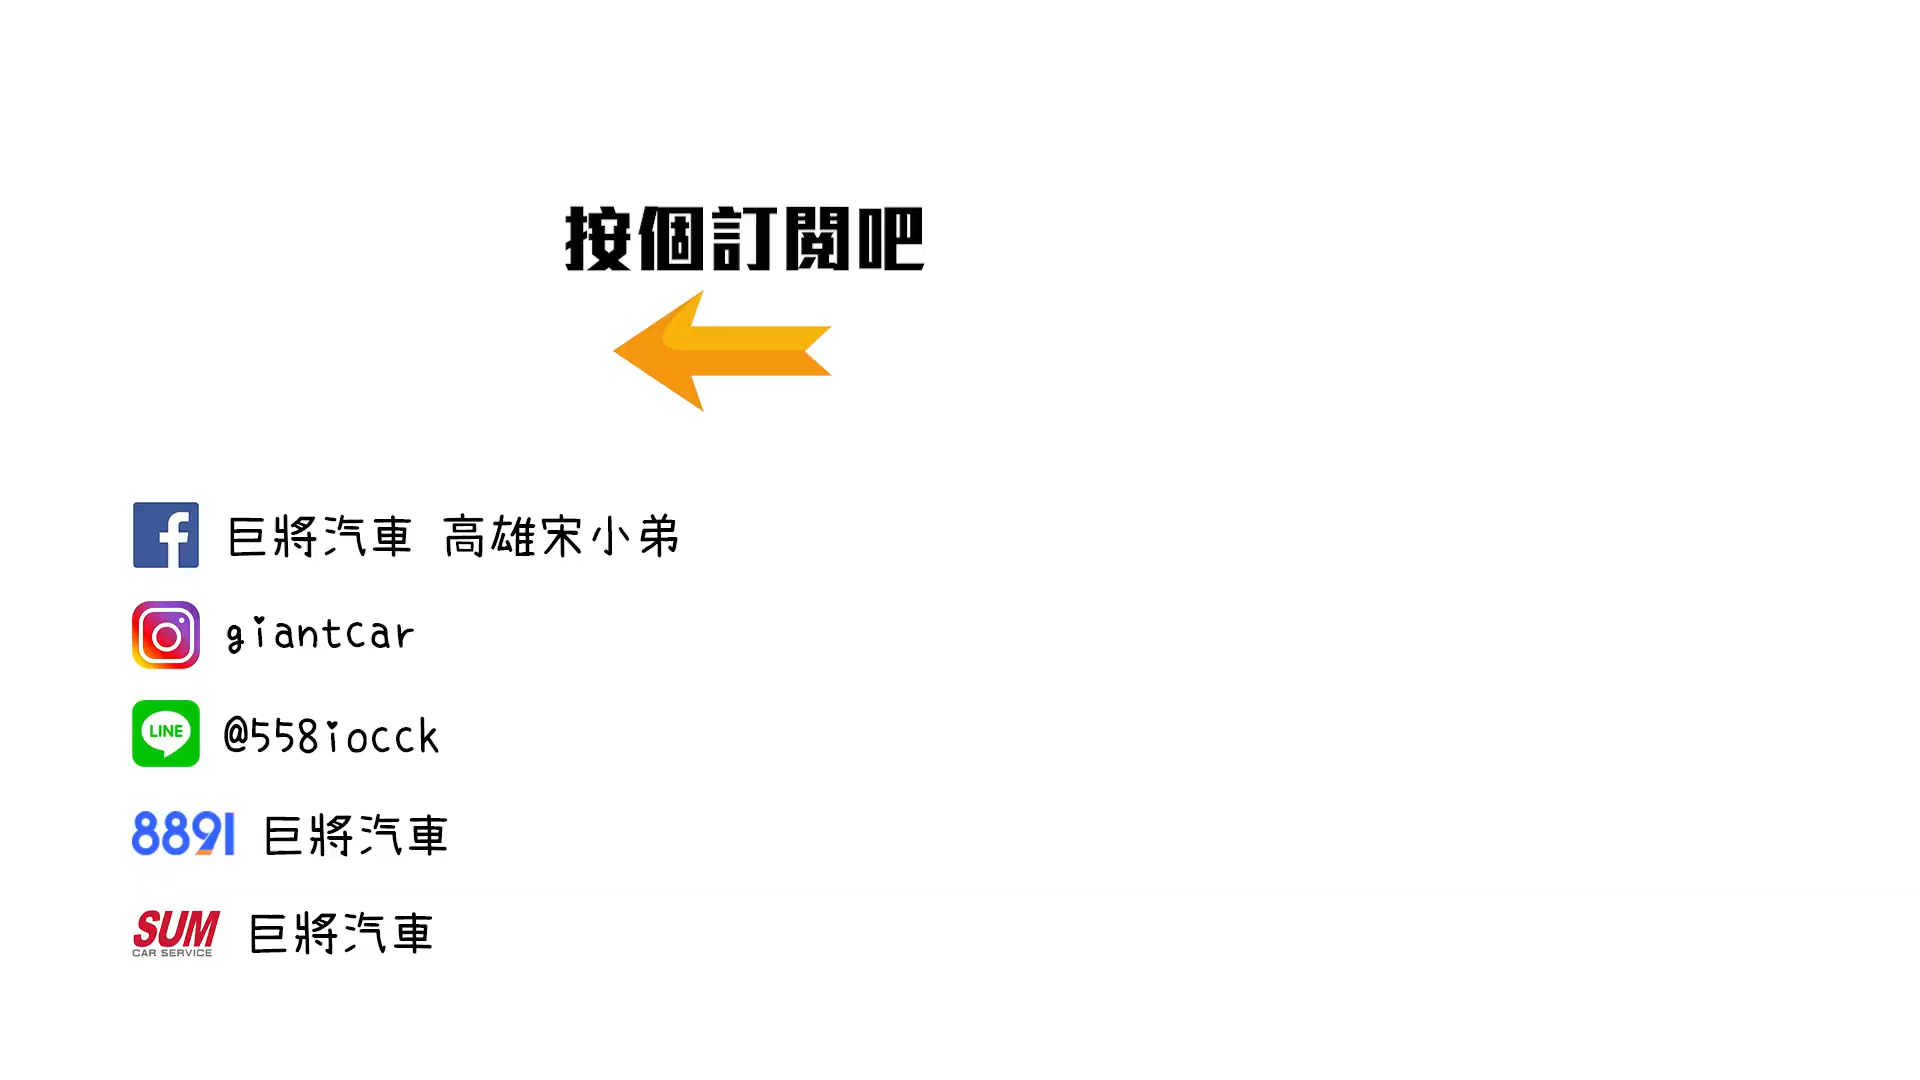 按個訂閱吧
巨將汽車 高雄宋小弟
giantcar
LINE @558iocck
8891 巨將汽車
SUM CAR SERVICE 巨將汽車